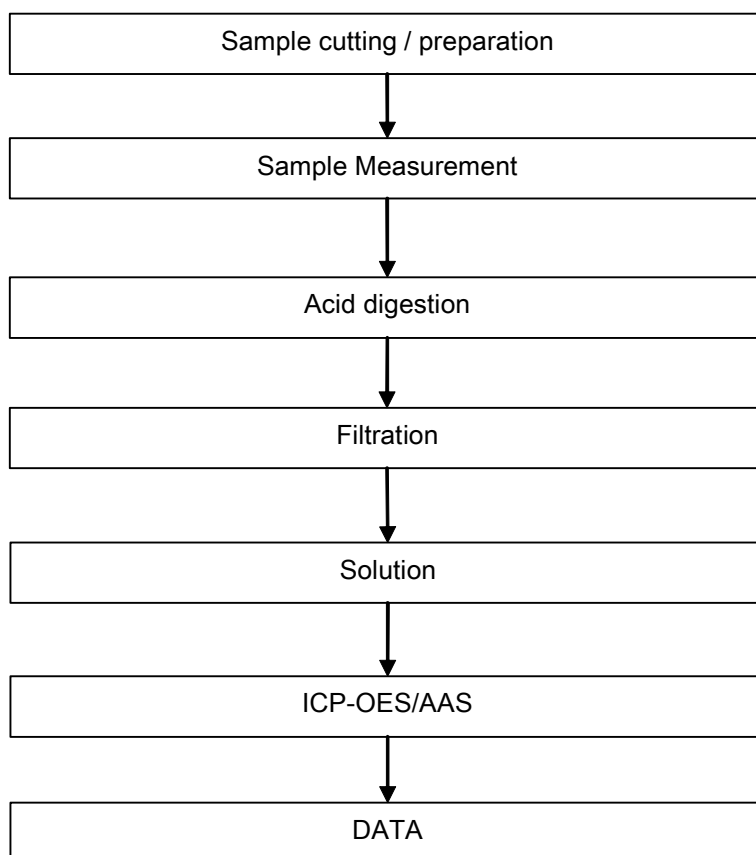 Sample cutting / preparation
Sample Measurement
Acid digestion
Filtration
Solution
ICP-OES/AAS
DATA